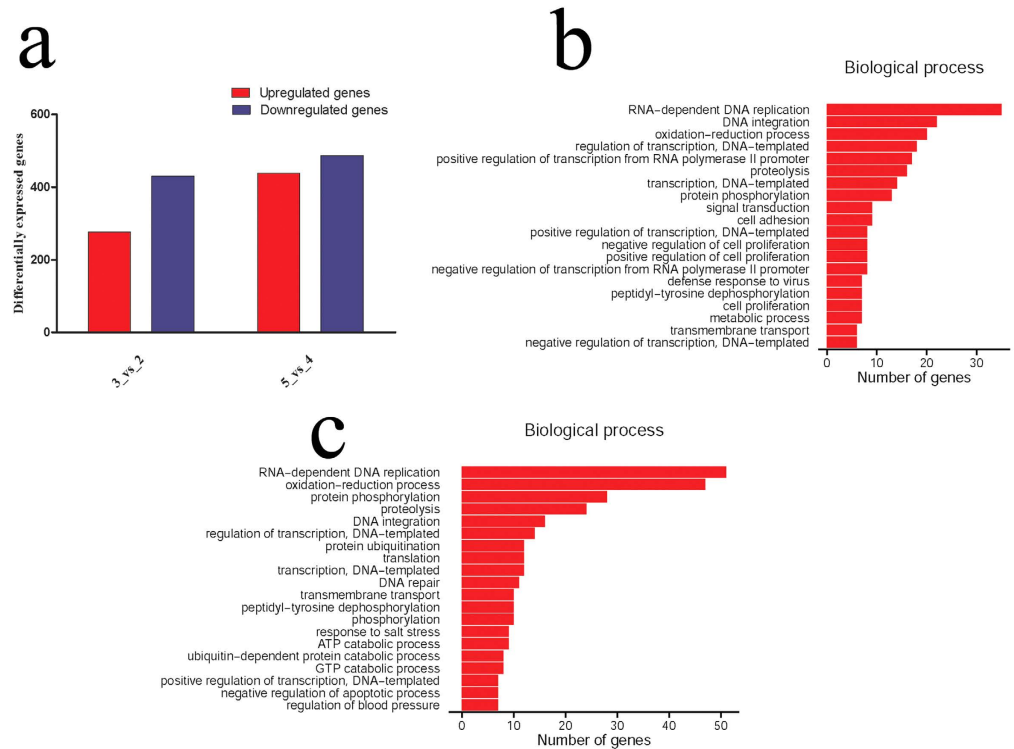 a
Upregulated genes
Downregulated genes
Differentially expressed genes
600
400
200
0
3_vs_2
5_vs_4
b
Biological process
RNA−dependent DNA replication
DNA integration
oxidation−reduction process
regulation of transcription, DNA−templated
positive regulation of transcription from RNA polymerase II promoter
proteolysis
transcription, DNA−templated
protein phosphorylation
signal transduction
cell adhesion
positive regulation of transcription, DNA−templated
negative regulation of cell proliferation
positive regulation of cell proliferation
negative regulation of transcription from RNA polymerase II promoter
defense response to virus
peptidyl−tyrosine dephosphorylation
cell proliferation
metabolic process
transmembrane transport
negative regulation of transcription, DNA−templated
0 10 20 30
Number of genes
c
Biological process
RNA−dependent DNA replication
oxidation−reduction process
protein phosphorylation
proteolysis
DNA integration
regulation of transcription, DNA−templated
protein ubiquitination
translation
transcription, DNA−templated
DNA repair
transmembrane transport
peptidyl−tyrosine dephosphorylation
phosphorylation
response to salt stress
ATP catabolic process
ubiquitin−dependent protein catabolic process
GTP catabolic process
positive regulation of transcription, DNA−templated
negative regulation of apoptotic process
regulation of blood pressure
0 10 20 30 40 50
Number of genes